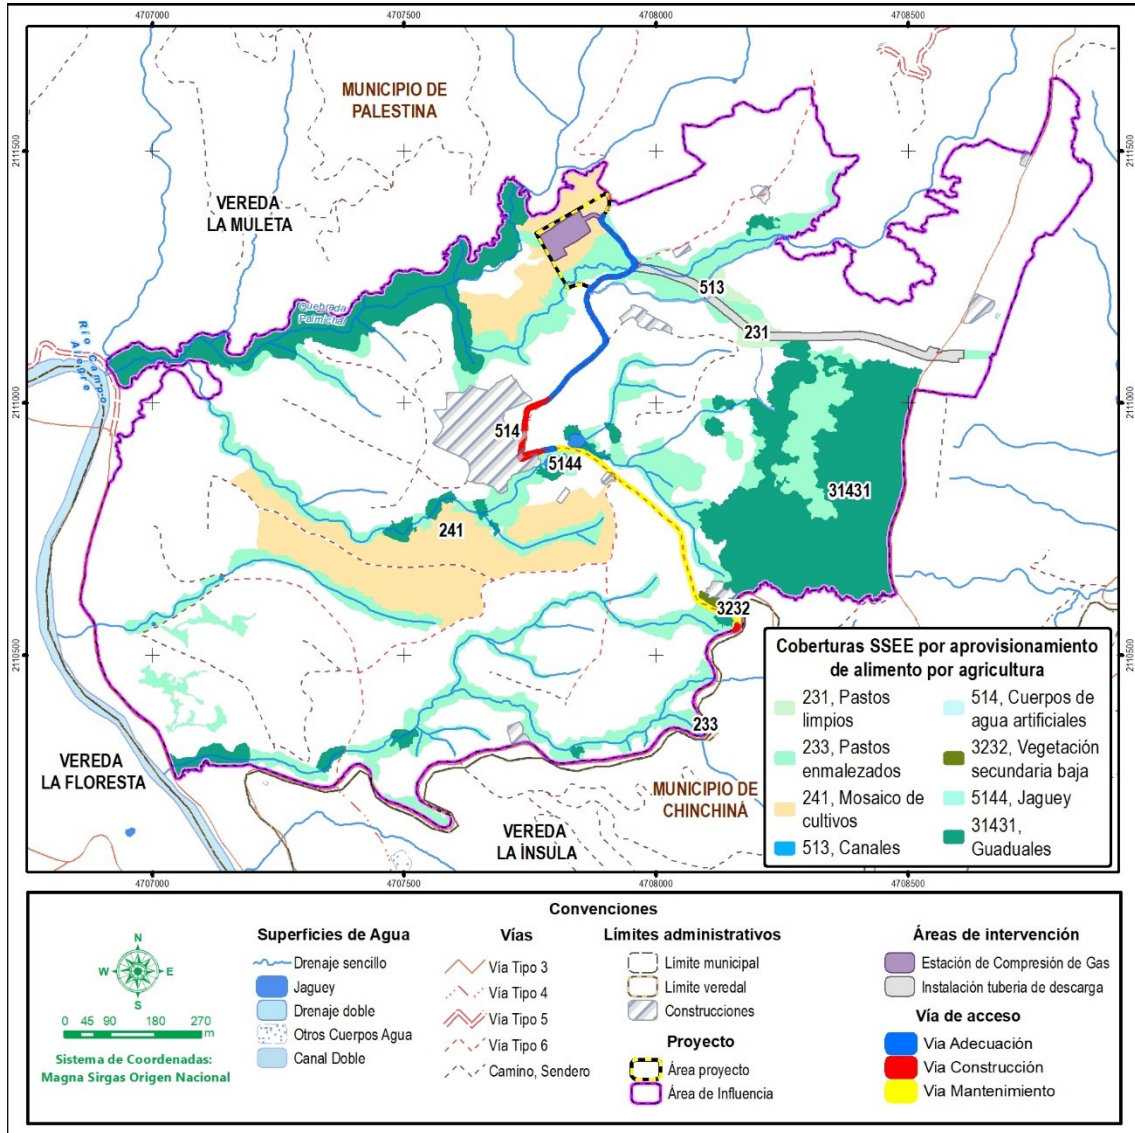 4707000
4707500
4708000
4708500
2111500
2111500
MUNICIPIO DE
PALESTINA
VEREDA
LA MULETA
Quebrada
Palmichal
Río Campo
Alegre
513
231
2111000
2111000
514
5144
31431
241
3232
2110500
2110500
233
VEREDA
LA FLORESTA
MUNICIPIO DE
CHINCHINÁ
VEREDA
LA ÍNSULA
Coberturas SSEE por aprovisionamiento
de alimento por agricultura
231, Pastos
limpios
233, Pastos
enmalezados
241, Mosaico de
cultivos
513, Canales
514, Cuerpos de
agua artificiales
3232, Vegetación
secundaria baja
5144, Jaguey
31431,
Guaduales
4707000
4707500
4708000
4708500
Convenciones
N
W
E
S
0 45 90 180 270
m
Sistema de Coordenadas:
Magna Sirgas Origen Nacional
Superficies de Agua
Drenaje sencillo
Jaguey
Drenaje doble
Otros Cuerpos Agua
Canal Doble
Vías
Vía Tipo 3
Vía Tipo 4
Vía Tipo 5
Vía Tipo 6
Camino, Sendero
Límites administrativos
Límite municipal
Límite veredal
Construcciones
Proyecto
Área proyecto
Área de Influencia
Áreas de intervención
Estación de Compresión de Gas
Instalación tuberia de descarga
Vía de acceso
Via Adecuación
Via Construcción
Via Mantenimiento